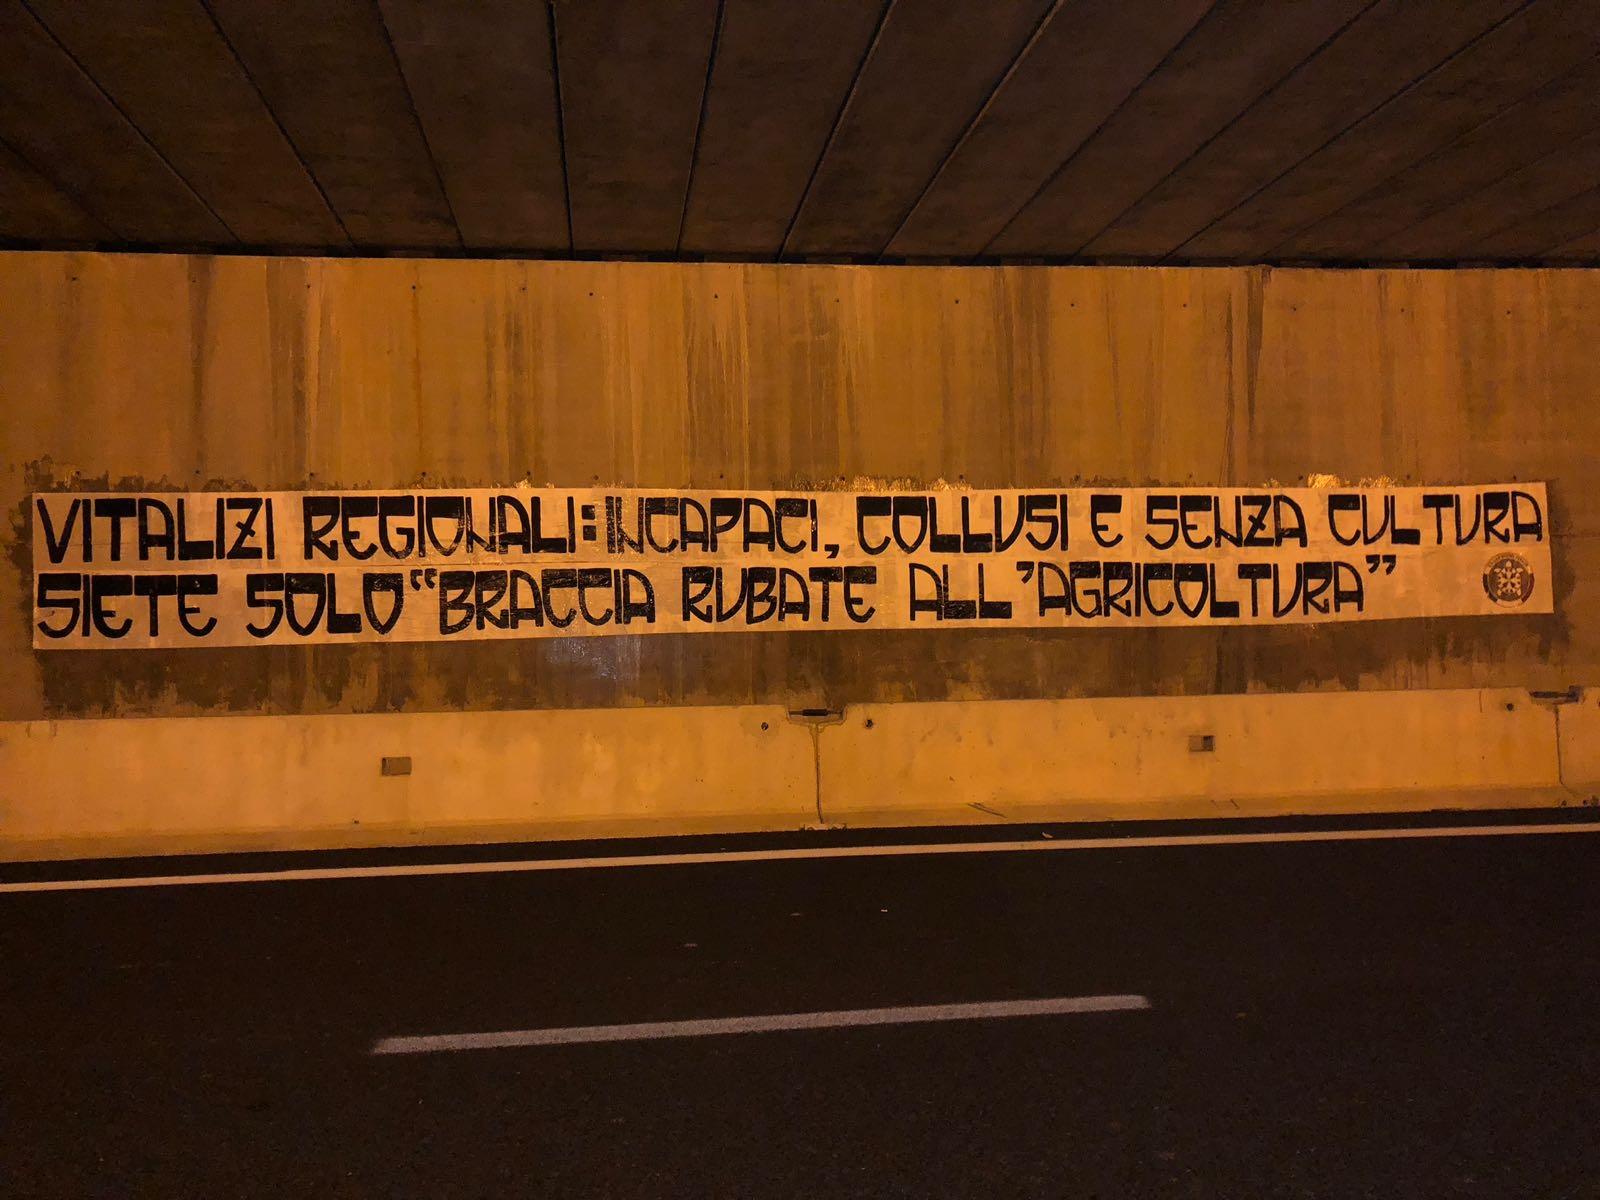 VITALIZI REGIONALI: INCAPACI, COLLUSI E SENZA CULTURA
SIETE SOLO "BRACCIA RUBATE ALL'AGRICOLTURA"